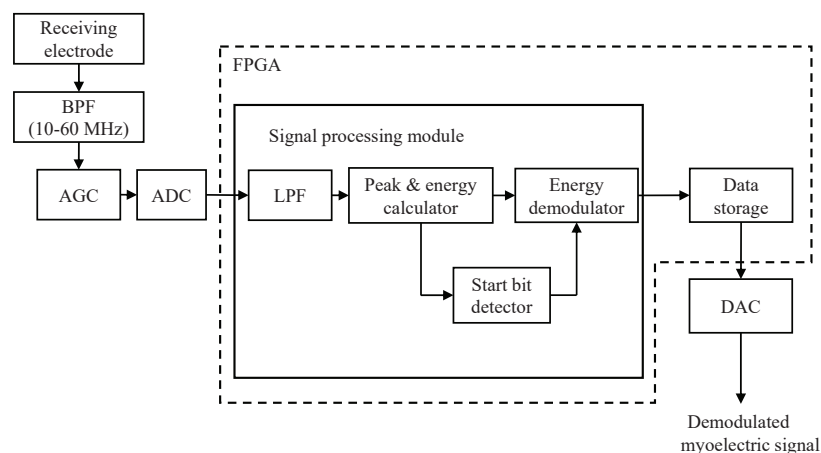 Receiving
electrode
FPGA
BPF
(10-60 MHz)
Signal processing module
AGC
ADC
LPF
Peak & energy
calculator
Energy
demodulator
Data
storage
Start bit
detector
DAC
Demodulated
myoelectric signal